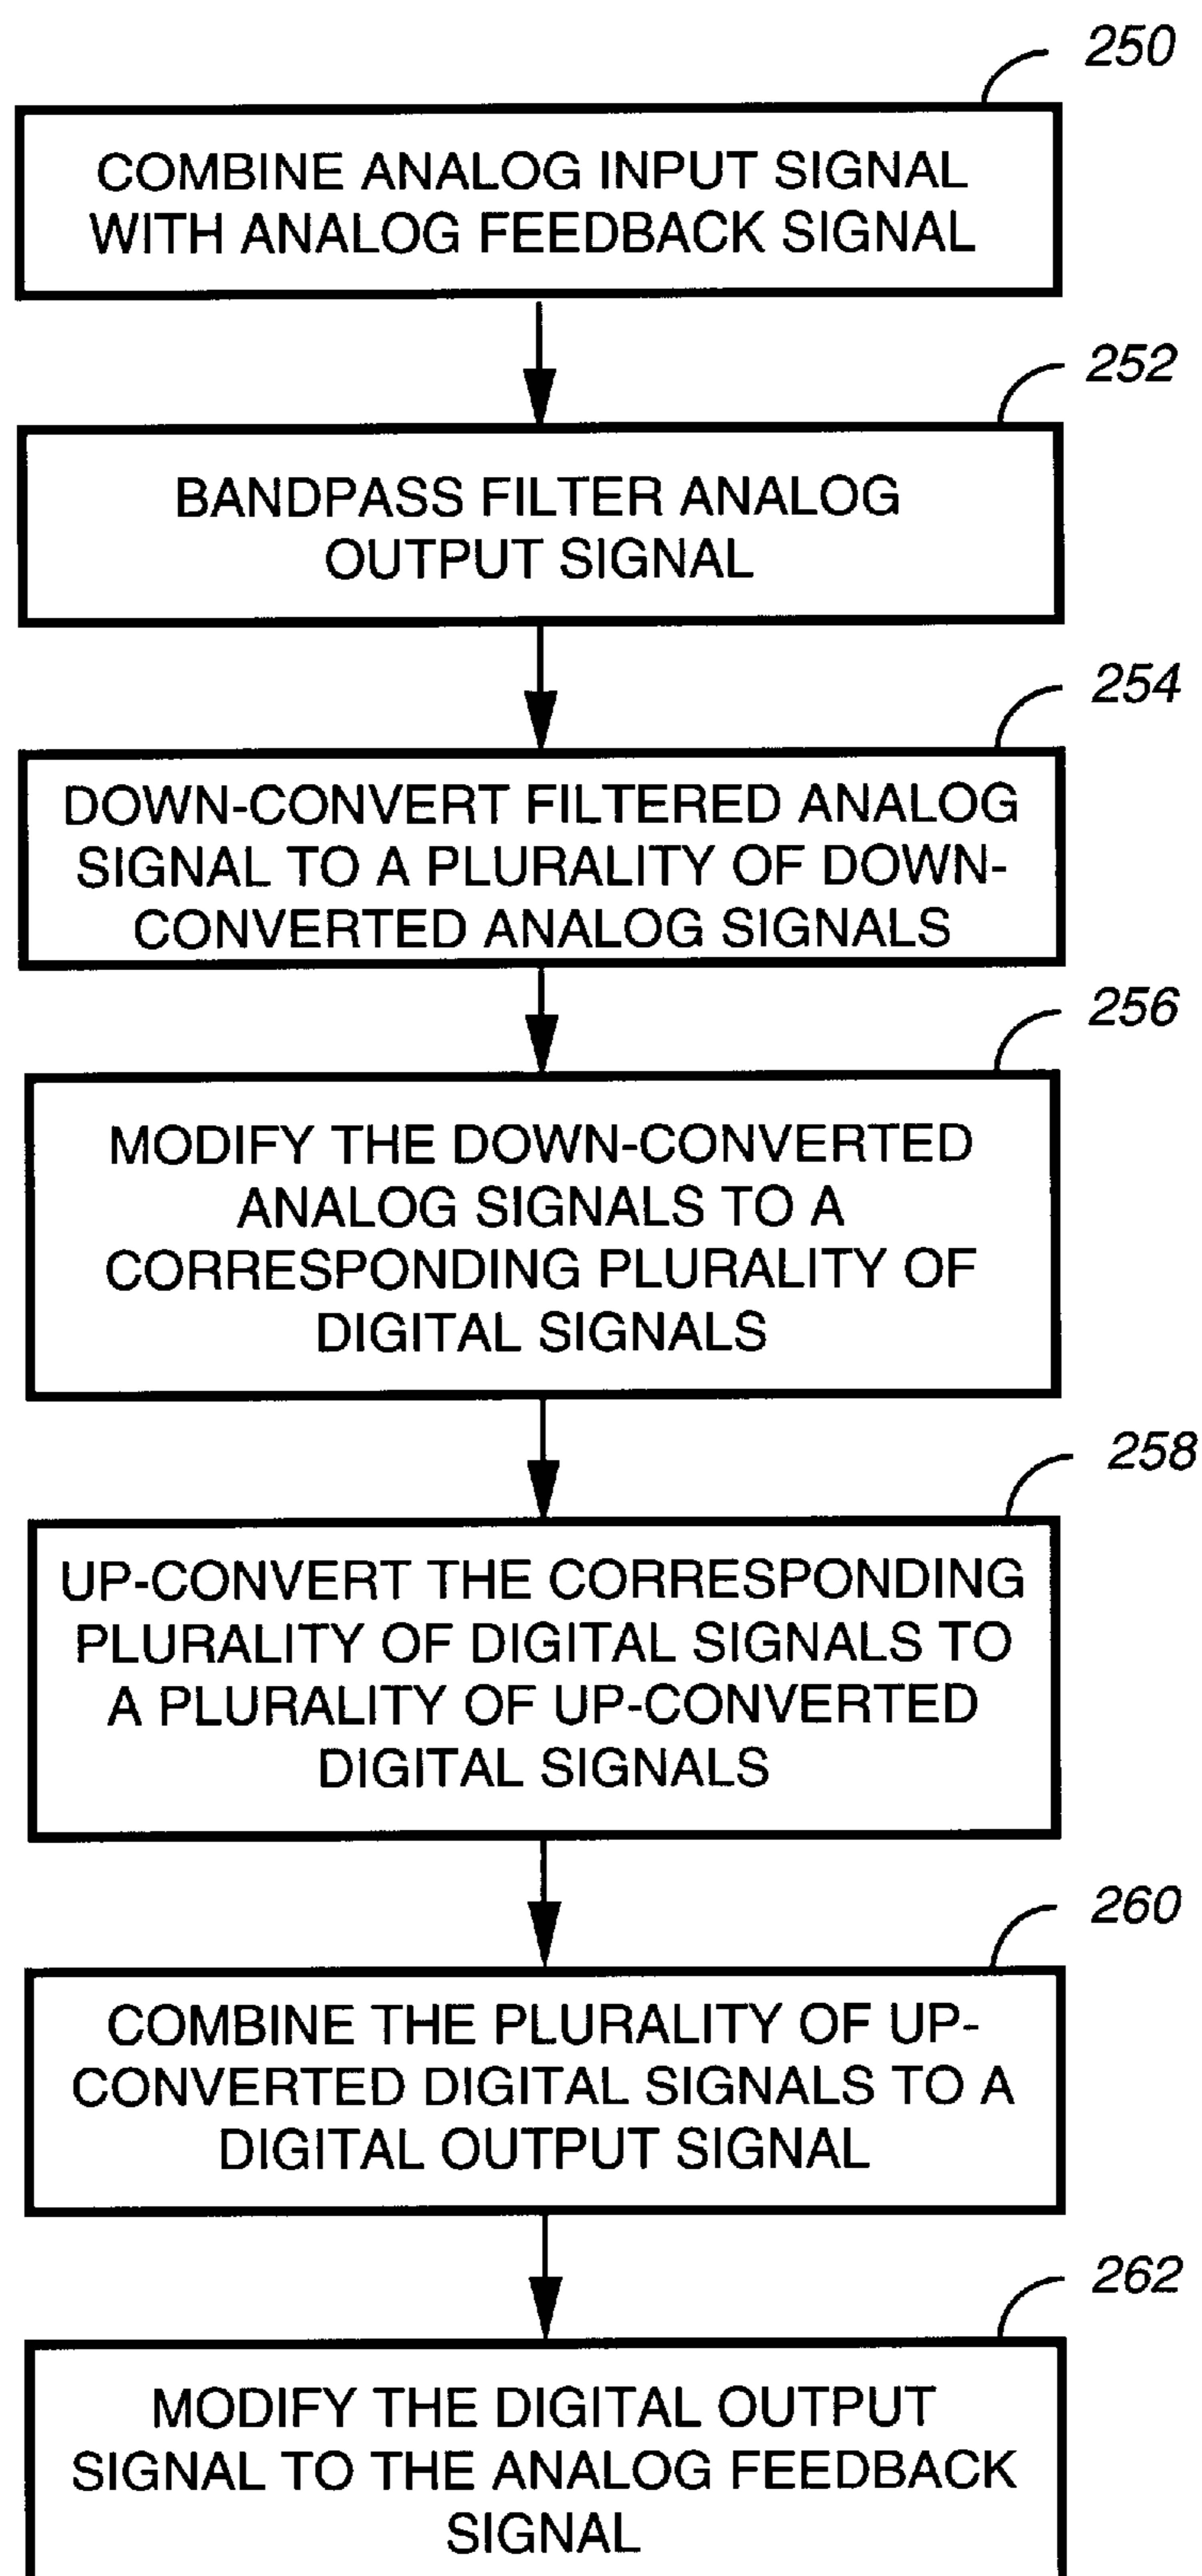 250
COMBINE ANALOG INPUT SIGNAL
WITH ANALOG FEEDBACK SIGNAL
252
BANDPASS FILTER ANALOG
OUTPUT SIGNAL
254
DOWN-CONVERT FILTERED ANALOG
SIGNAL TO A PLURALITY OF DOWN-
CONVERTED ANALOG SIGNALS
256
MODIFY THE DOWN-CONVERTED
ANALOG SIGNALS TO A
CORRESPONDING PLURALITY OF
DIGITAL SIGNALS
258
UP-CONVERT THE CORRESPONDING
PLURALITY OF DIGITAL SIGNALS TO
A PLURALITY OF UP-CONVERTED
DIGITAL SIGNALS
260
COMBINE THE PLURALITY OF UP-
CONVERTED DIGITAL SIGNALS TO A
DIGITAL OUTPUT SIGNAL
262
MODIFY THE DIGITAL OUTPUT
SIGNAL TO THE ANALOG FEEDBACK
SIGNAL